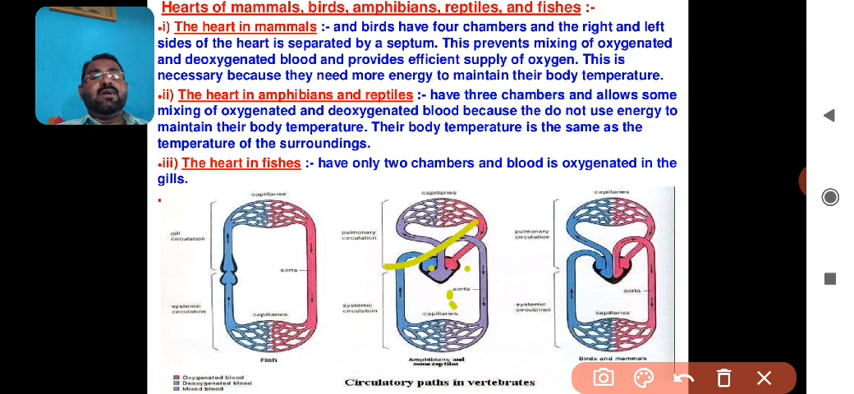 Hearts of mammals, birds, amphibians, reptiles, and fishes :-
•i) The heart in mammals :- and birds have four chambers and the right and left
sides of the heart is separated by a septum. This prevents mixing of oxygenated
and deoxygenated blood and provides efficient supply of oxygen. This is
necessary because they need more energy to maintain their body temperature.
•ii) The heart in amphibians and reptiles :- have three chambers and allows some
mixing of oxygenated and deoxygenated blood because the do not use energy to
maintain their body temperature. Their body temperature is the same as the
temperature of the surroundings.
•iii) The heart in fishes :- have only two chambers and blood is oxygenated in the
gills.
capillaries
gill
circulation
aorta
systemic
circulation
capillaries
Fish
capillaries
pulmonary
circulation
aorta
systemic
circulation
capillaries
Amphibians and
some reptiles
capillaries
pulmonary
circulation
aorta
systemic
circulation
capillaries
Birds and mammals
Oxygenated blood
Deoxygenated blood
Mixed blood
Circulatory paths in vertebrates